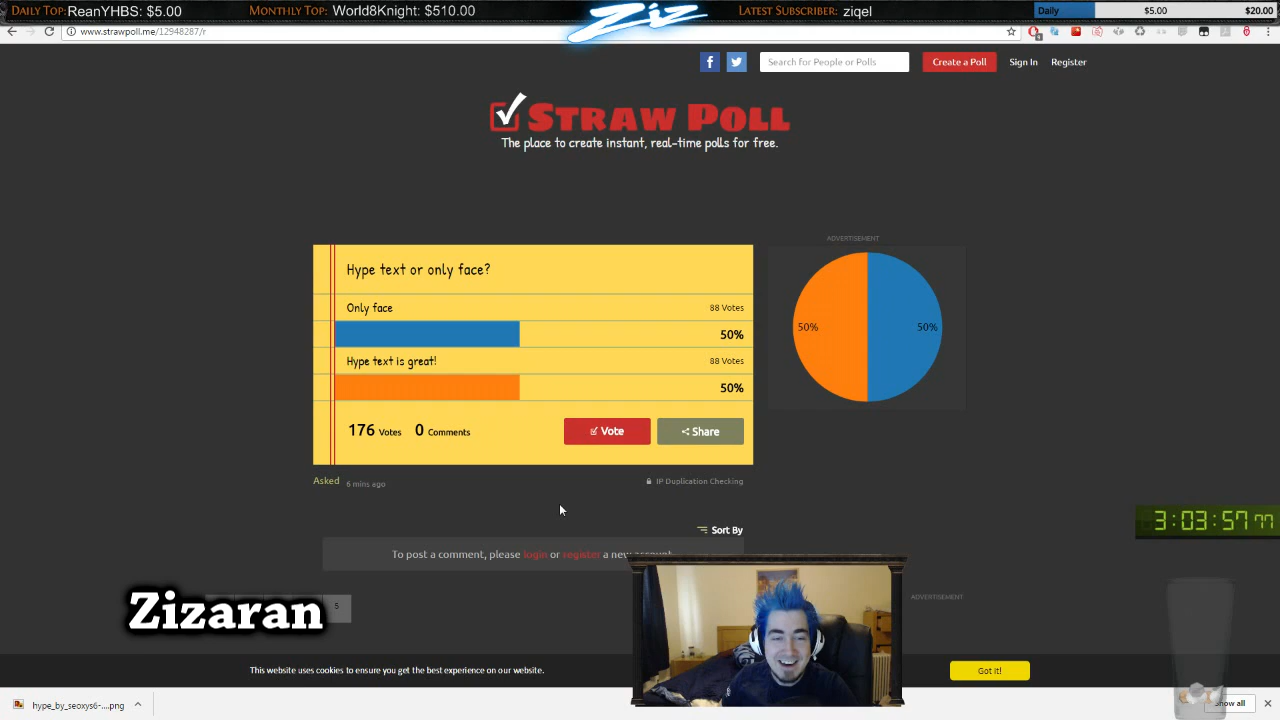 DAILY TOP: ReanYHBS: $5.00
MONTHLY TOP: World8Knight: $510.00
Ziz
LATEST SUBSCRIBER: ziqel
Daily
$5.00
$20.00
www.strawpoll.me/12948287/r
Search for People or Polls
Create a Poll
Sign In
Register
STRAW POLL
The place to create instant, real-time polls for free.
ADVERTISEMENT
Hype text or only face?
Only face
88 Votes
50%
Hype text is great!
88 Votes
50%
50%
50%
176 Votes
0 Comments
Vote
Share
Asked
6 mins ago
IP Duplication Checking
Sort By
3:03:57 77
To post a comment, please login or register a new account.
ADVERTISEMENT
5
Zizaran
This website uses cookies to ensure you get the best experience on our website.
Got It!
hype_by_sexys6-....png
Show all